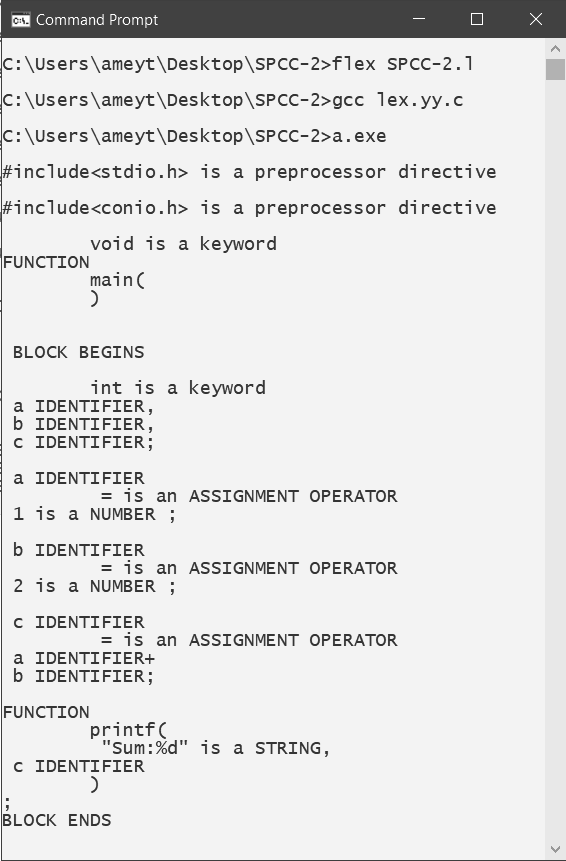 Command Prompt
C:\Users\ameyt\Desktop\SPCC-2>flex SPCC-2.l
C:\Users\ameyt\Desktop\SPCC-2>gcc lex.yy.c
C:\Users\ameyt\Desktop\SPCC-2>a.exe
#include<stdio.h> is a preprocessor directive
#include<conio.h> is a preprocessor directive
void is a keyword
FUNCTION
main(
)
BLOCK BEGINS
int is a keyword
a IDENTIFIER,
b IDENTIFIER,
c IDENTIFIER;
a IDENTIFIER
= is an ASSIGNMENT OPERATOR
1 is a NUMBER ;
b IDENTIFIER
= is an ASSIGNMENT OPERATOR
2 is a NUMBER ;
c IDENTIFIER
= is an ASSIGNMENT OPERATOR
a IDENTIFIER+
b IDENTIFIER;
FUNCTION
printf(
"Sum:%d" is a STRING,
c IDENTIFIER
)
;
BLOCK ENDS